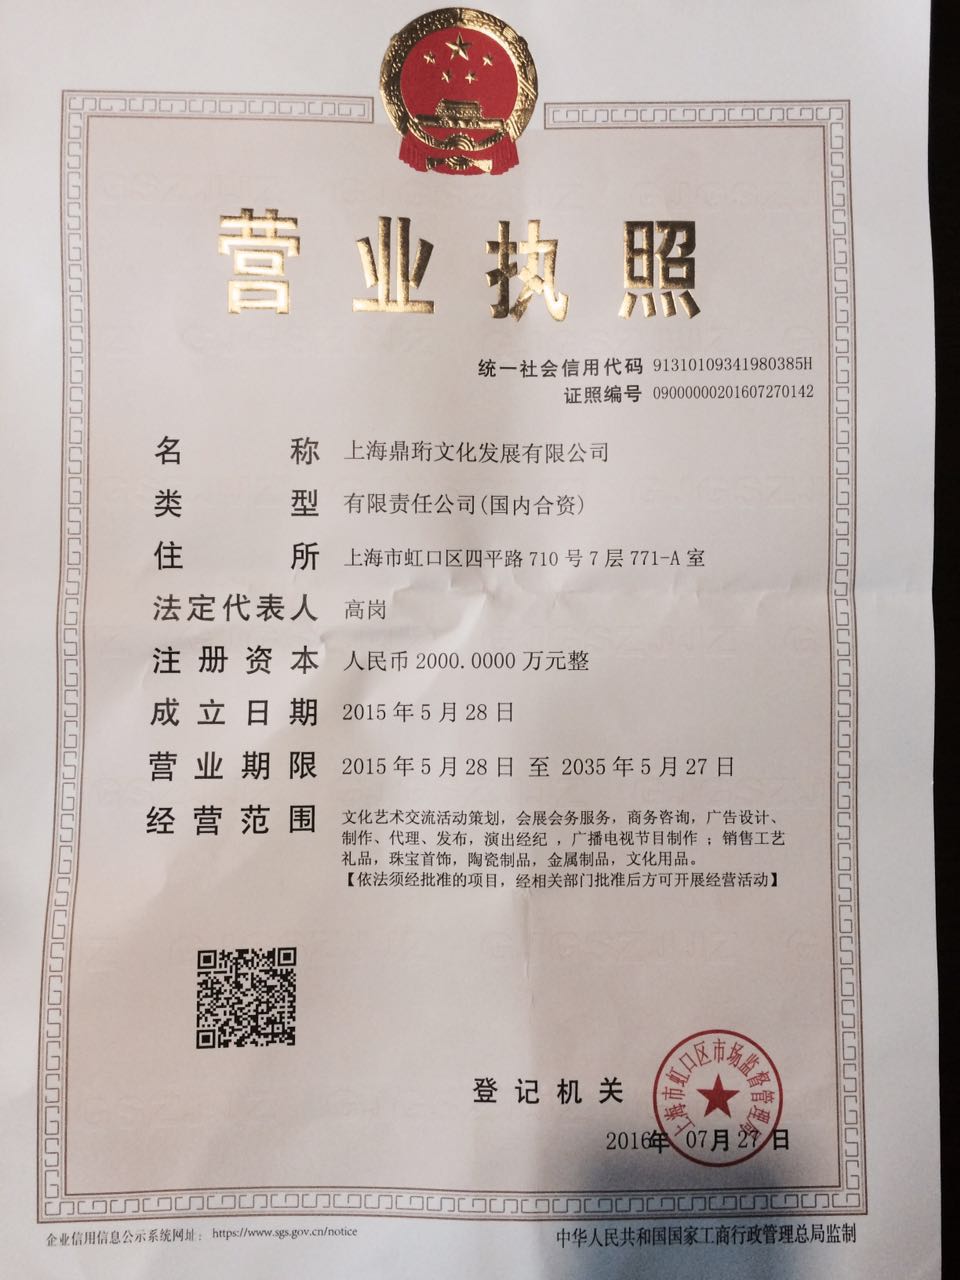 营业执照
统一社会信用代码 91310109341980385H
证照编号 09000000201607270142
名称 上海鼎珩文化发展有限公司
类型 有限责任公司(国内合资)
住所 上海市虹口区四平路710号7层771-A室
法定代表人 高岗
注册资本 人民币2000.0000万元整
成立日期 2015年5月28日
营业期限 2015年5月28日 至 2035年5月27日
经营范围 文化艺术交流活动策划，会展会务服务，商务咨询，广告设计、
制作、代理、发布，演出经纪，广播电视节目制作；销售工艺
礼品，珠宝首饰，陶瓷制品，金属制品，文化用品。
【依法须经批准的项目，经相关部门批准后方可开展经营活动】
登记机关
上海市虹口区市场监督管理局
2016年07月27日
企业信用信息公示系统网址：https://www.sgs.gov.cn/notice
中华人民共和国国家工商行政管理总局监制